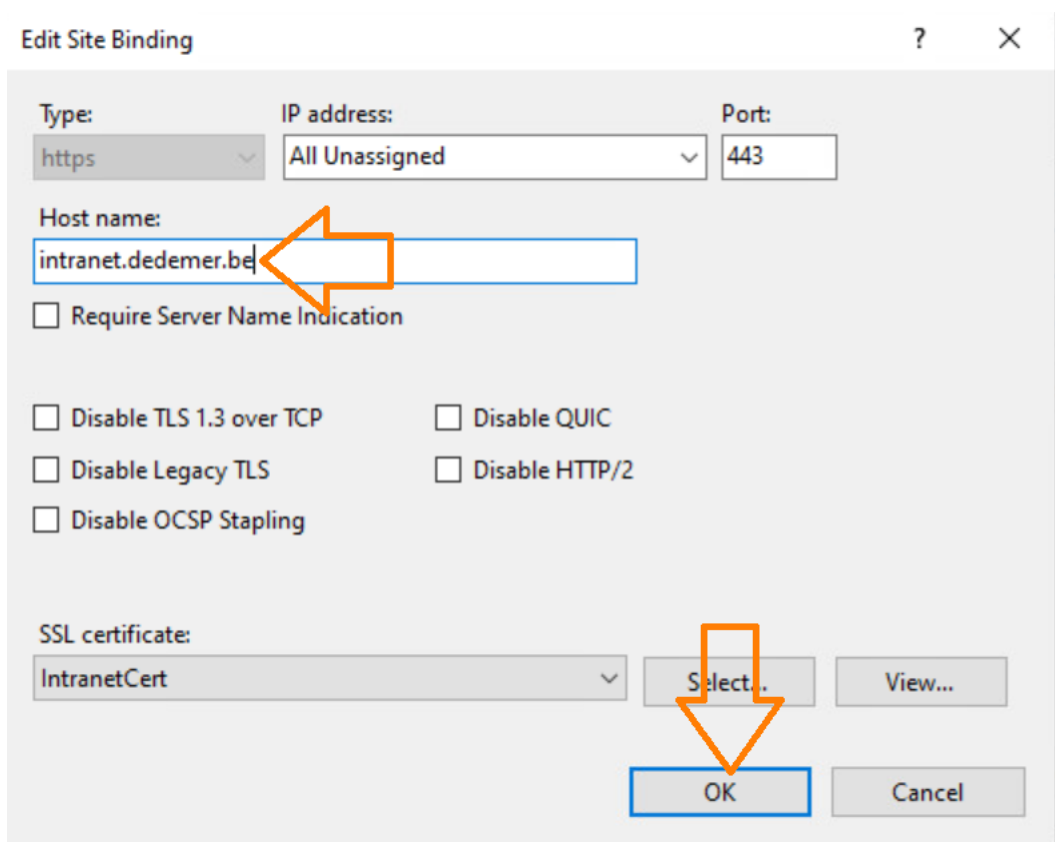 Edit Site Binding ?
Type: IP address: Port:
https All Unassigned 443
Host name:
intranet.dedemer.be
Require Server Name Indication
Disable TLS 1.3 over TCP Disable QUIC
Disable Legacy TLS Disable HTTP/2
Disable OCSP Stapling
SSL certificate:
IntranetCert Select... View...
OK Cancel